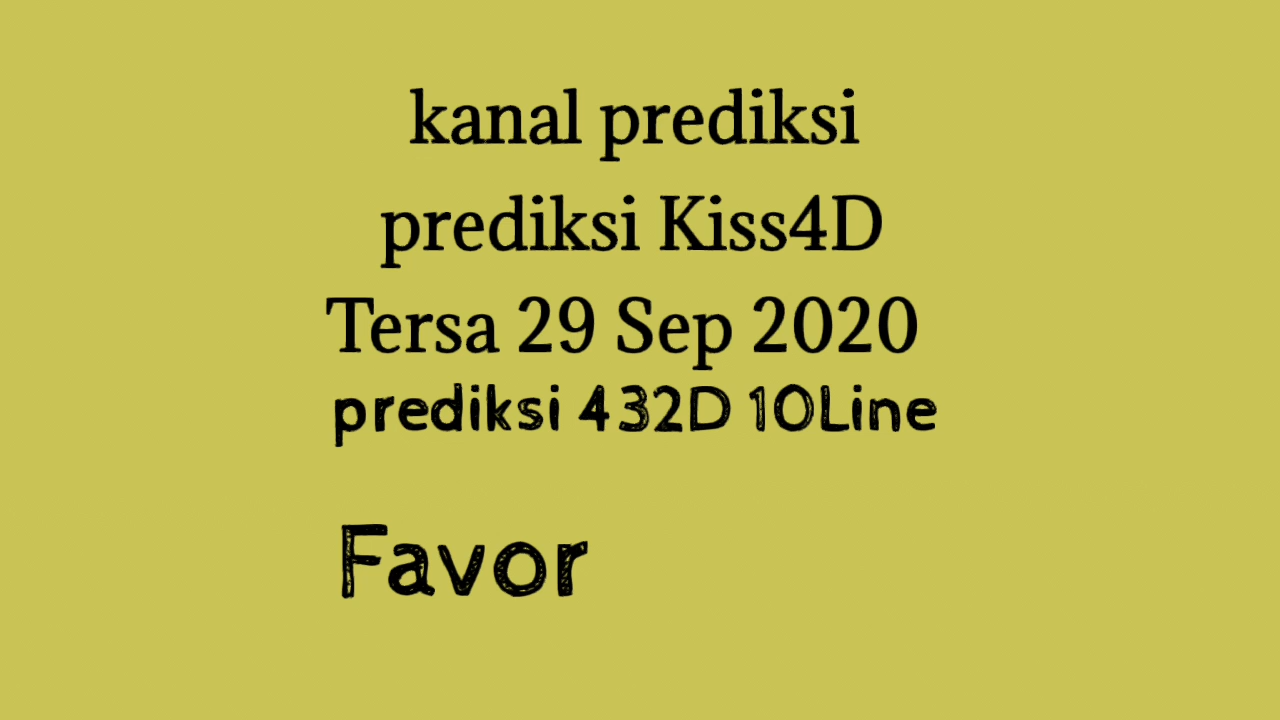 kanal prediksi
prediksi Kiss4D
Tersa 29 Sep 2020
prediksi 432D 10Line
Favor